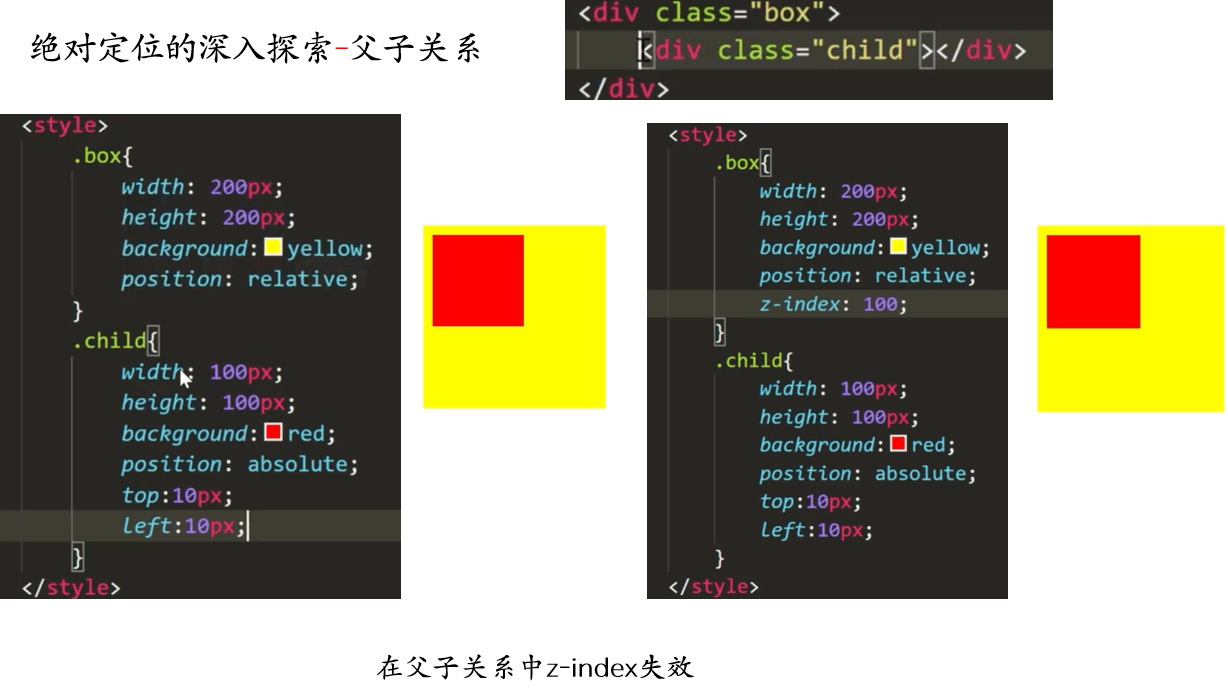 绝对定位的深入探索-父子关系
<div class="box">
<div class="child"></div>
</div>
<style>
.box{
width: 200px;
height: 200px;
background: yellow;
position: relative;
}
.child{
width: 100px;
height: 100px;
background: red;
position: absolute;
top:10px;
left:10px;
}
</style>
<style>
.box{
width: 200px;
height: 200px;
background: yellow;
position: relative;
z-index: 100;
}
.child{
width: 100px;
height: 100px;
background: red;
position: absolute;
top:10px;
left:10px;
}
</style>
在父子关系中z-index失效